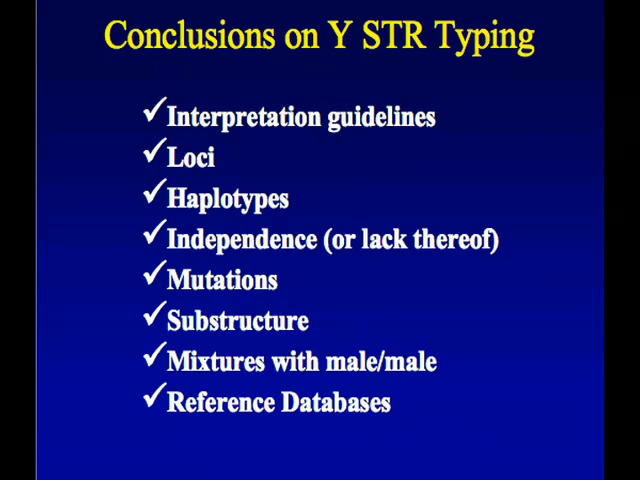 Conclusions on Y STR Typing
✓Interpretation guidelines
✓Loci
✓Haplotypes
✓Independence (or lack thereof)
✓Mutations
✓Substructure
✓Mixtures with male/male
✓Reference Databases